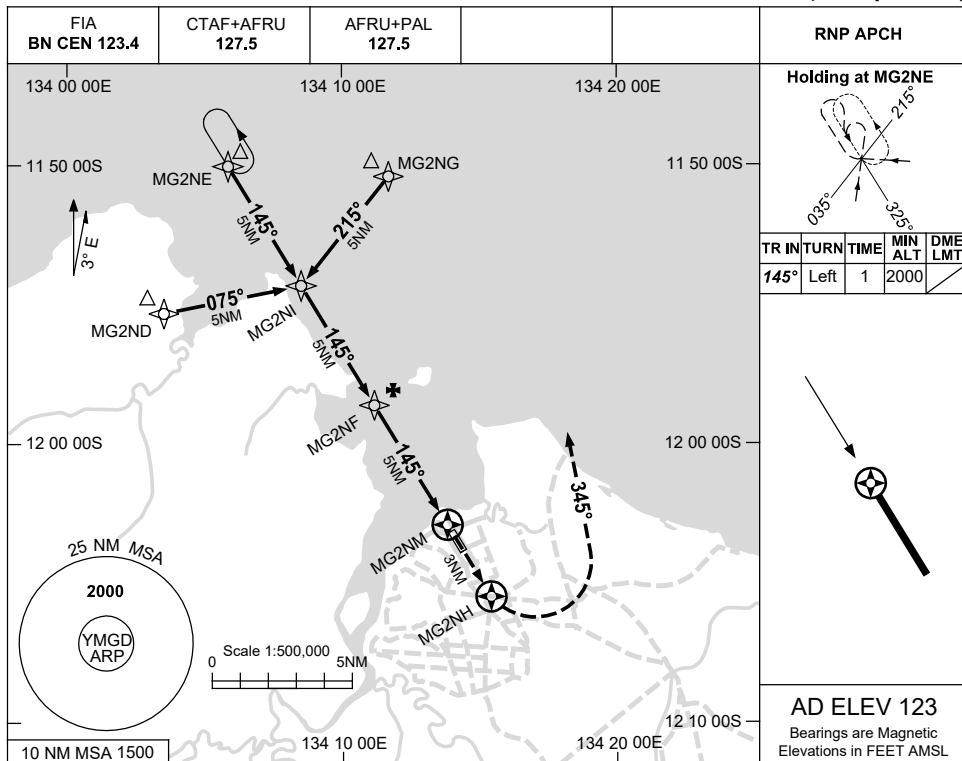 FIA
BN CEN 123.4
CTAF+AFRU
127.5
AFRU+PAL
127.5
RNP APCH
134 00 00E
134 10 00E
134 20 00E
Holding at MG2NE
215°
035°
325°
TR IN TURN TIME MIN ALT DME LMT
145° Left 1 2000
11 50 00S
11 50 00S
MG2NE
MG2NG
145°
5NM
215°
5NM
3° E
075°
5NM
MG2ND
MG2NI
145°
5NM
MG2NF
12 00 00S
12 00 00S
145°
5NM
345°
MG2NM
3NM
MG2NH
25 NM MSA
2000
YMGD
ARP
Scale 1:500,000
0 5NM
10 NM MSA 1500
134 10 00E
134 20 00E
12 10 00S
AD ELEV 123
Bearings are Magnetic
Elevations in FEET AMSL